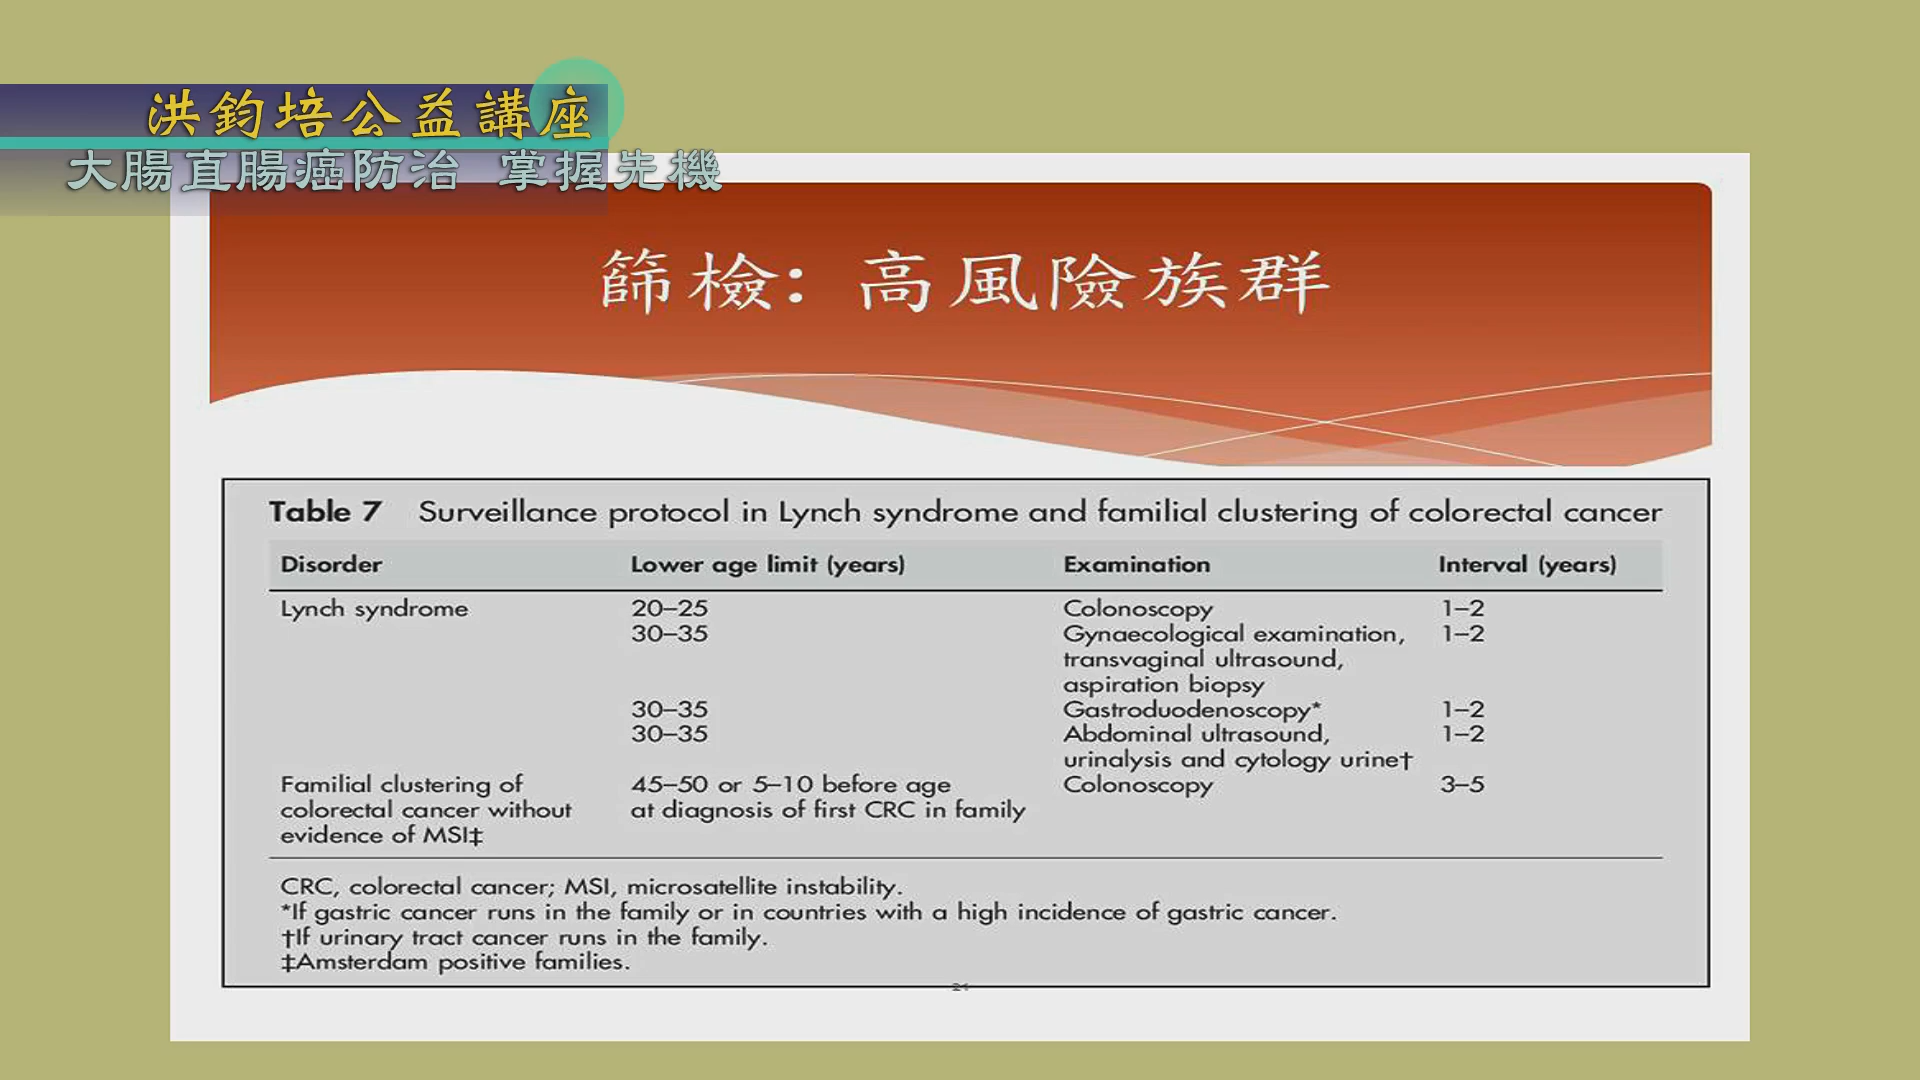 洪鈞培公益講座
大腸直腸癌防治 掌握先機
篩檢: 高風險族群
Table 7 Surveillance protocol in Lynch syndrome and familial clustering of colorectal cancer
Disorder Lower age limit (years) Examination Interval (years)
Lynch syndrome 20–25 Colonoscopy 1–2
30–35 Gynaecological examination, 1–2
transvaginal ultrasound,
aspiration biopsy
30–35 Gastroduodenoscopy* 1–2
30–35 Abdominal ultrasound, 1–2
urinalysis and cytology urine†
Familial clustering of 45–50 or 5–10 before age Colonoscopy 3–5
colorectal cancer without at diagnosis of first CRC in family
evidence of MSI‡
CRC, colorectal cancer; MSI, microsatellite instability.
*If gastric cancer runs in the family or in countries with a high incidence of gastric cancer.
†If urinary tract cancer runs in the family.
‡Amsterdam positive families.